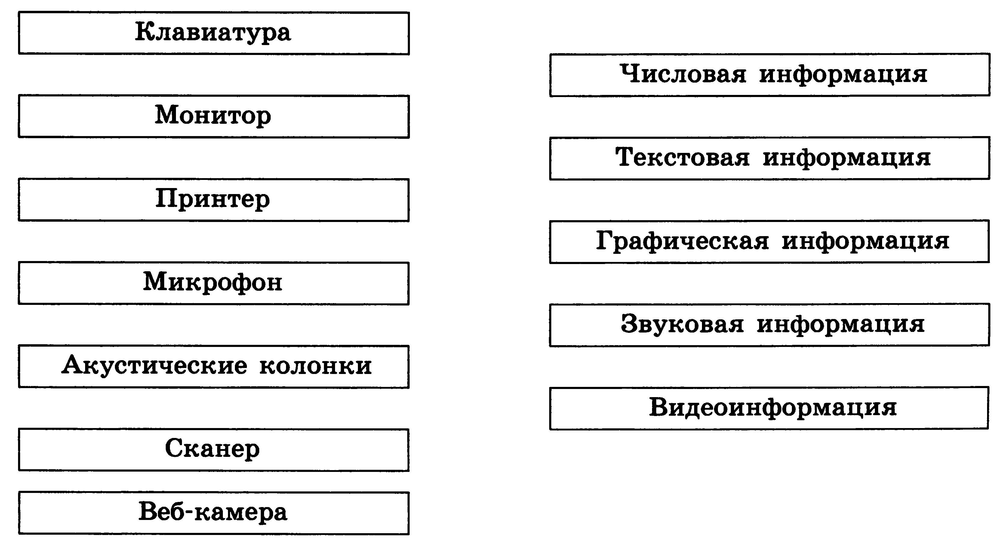 Клавиатура
Монитор
Принтер
Микрофон
Акустические колонки
Сканер
Веб-камера
Числовая информация
Текстовая информация
Графическая информация
Звуковая информация
Видеоинформация